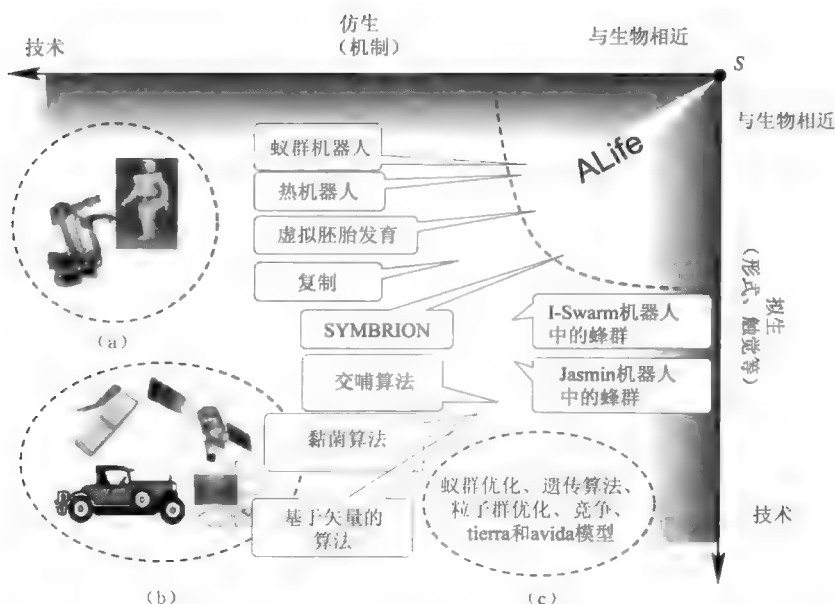 仿生
(机制)
技术
与生物相近
S
与生物相近
ALife
蚁群机器人
热机器人
虚拟胚胎发育
复制
SYMBRION
交哺算法
黏菌算法
基于矢量的
算法
I-Swarm机器人
中的蜂群
Jasmin机器人
中的蜂群
拟生
(形式、触觉等)
蚁群优化、遗传算法、
粒子群优化、竞争、
tierra和avida模型
技术
(a)
(b)
(c)